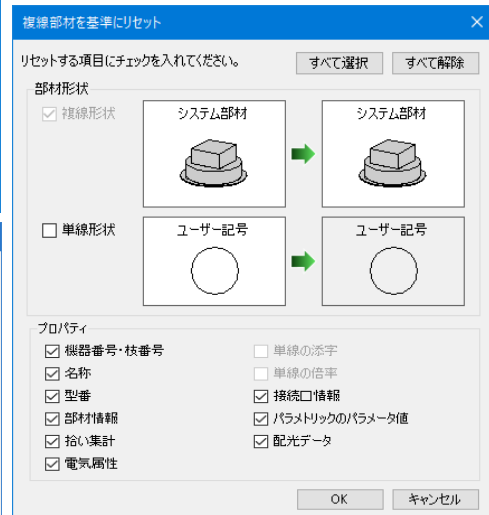 複線部材を基準にリセット
リセットする項目にチェックを入れてください。 すべて選択 すべて解除
部材形状
複線形状 システム部材 システム部材
単線形状 ユーザー記号 ユーザー記号
プロパティ
機器番号・枝番号 単線の添字
名称 単線の倍率
型番 接続口情報
部材情報 パラメトリックのパラメータ値
拾い集計 配光データ
電気属性
OK キャンセル